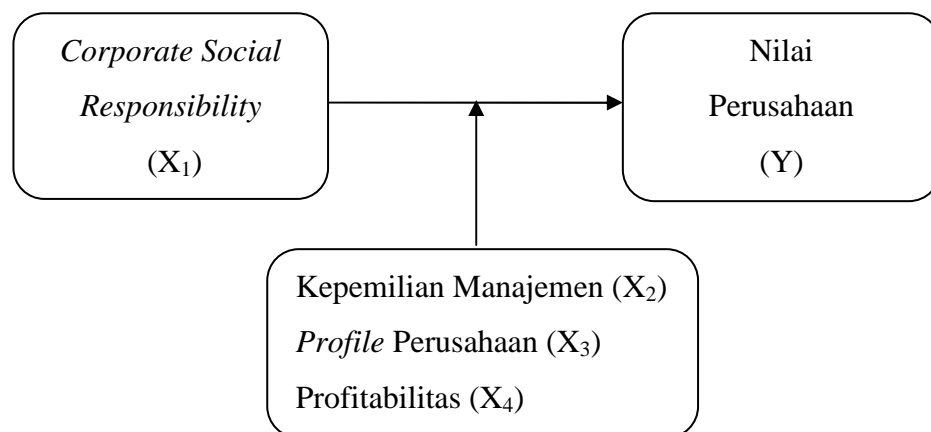 Corporate Social
Responsibility
(X₁)
Nilai
Perusahaan
(Y)
Kepemilian Manajemen (X₂)
Profile Perusahaan (X₃)
Profitabilitas (X₄)